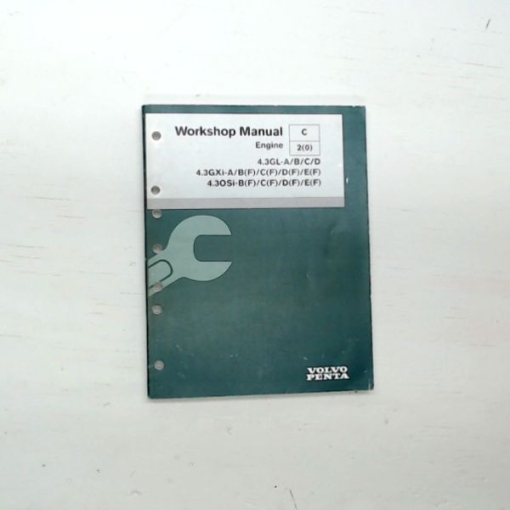 Workshop Manual C
Engine 2(0)
4.3GL-A/B/C/D
4.3GXi-A/B(F)/C(F)/D(F)/E(F)
4.3OSi-B(F)/C(F)/D(F)/E(F)
VOLVO
PENTA